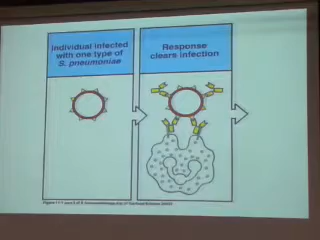 Individual infected
with one type of
S. pneumoniae
Response
clears infection